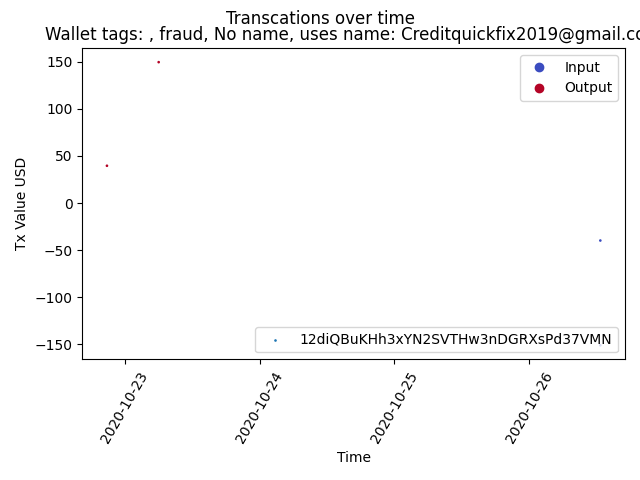 Transcations over time
Wallet tags: , fraud, No name, uses name: Creditquickfix2019@gmail.co
Input
Output
150
100
50
0
−50
−100
−150
Tx Value USD
12diQBuKHh3xYN2SVTHw3nDGRXsPd37VMN
2020-10-23
2020-10-24
2020-10-25
2020-10-26
Time